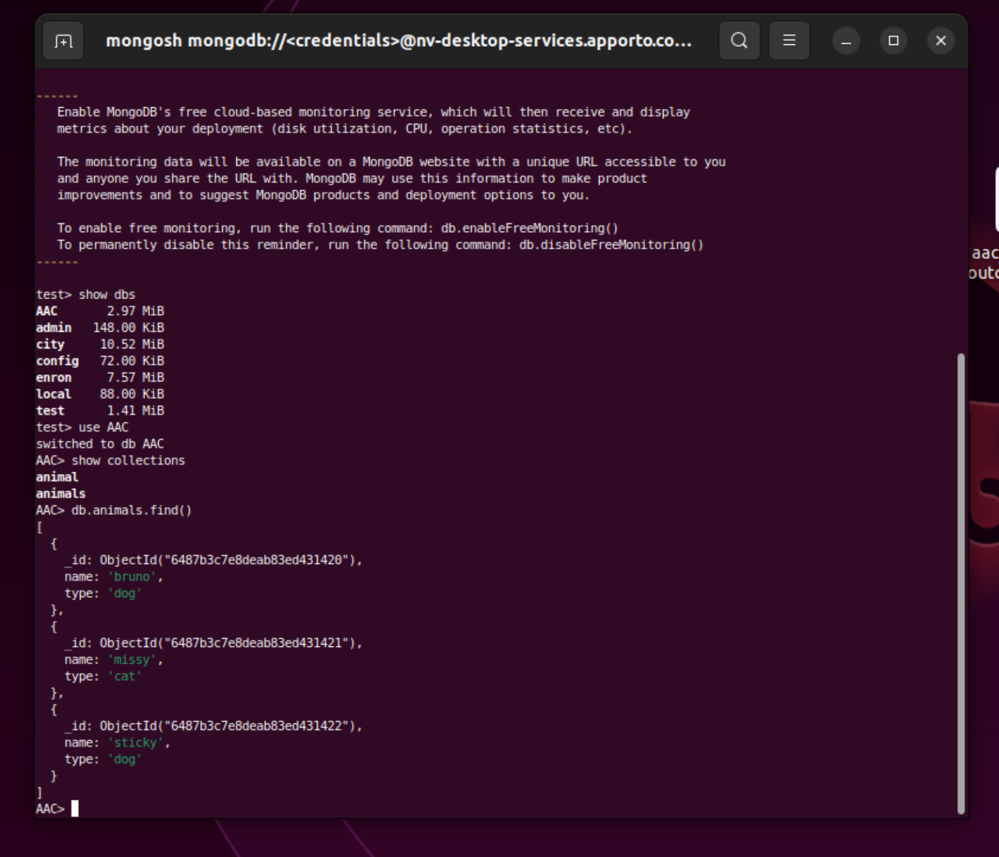 mongosh mongodb://<credentials>@nv-desktop-services.apporto.co...
------
Enable MongoDB's free cloud-based monitoring service, which will then receive and display
metrics about your deployment (disk utilization, CPU, operation statistics, etc).
The monitoring data will be available on a MongoDB website with a unique URL accessible to you
and anyone you share the URL with. MongoDB may use this information to make product
improvements and to suggest MongoDB products and deployment options to you.
To enable free monitoring, run the following command: db.enableFreeMonitoring()
To permanently disable this reminder, run the following command: db.disableFreeMonitoring()
------
aac
test> show dbs
AAC 2.97 MiB
admin 148.00 KiB
city 10.52 MiB
config 72.00 KiB
enron 7.57 MiB
local 88.00 KiB
test 1.41 MiB
test> use AAC
switched to db AAC
AAC> show collections
animal
animals
AAC> db.animals.find()
[
  {
    _id: ObjectId("6487b3c7e8deab83ed431420"),
    name: 'bruno',
    type: 'dog'
  },
  {
    _id: ObjectId("6487b3c7e8deab83ed431421"),
    name: 'missy',
    type: 'cat'
  },
  {
    _id: ObjectId("6487b3c7e8deab83ed431422"),
    name: 'sticky',
    type: 'dog'
  }
]
AAC>